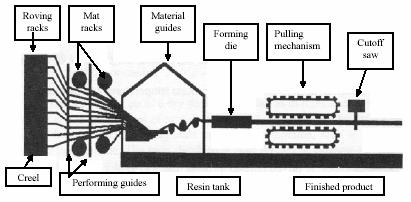 Roving
racks
Mat
racks
Material
guides
Forming
die
Pulling
mechanism
Cutoff
saw
Creel
Performing guides
Resin tank
Finished product